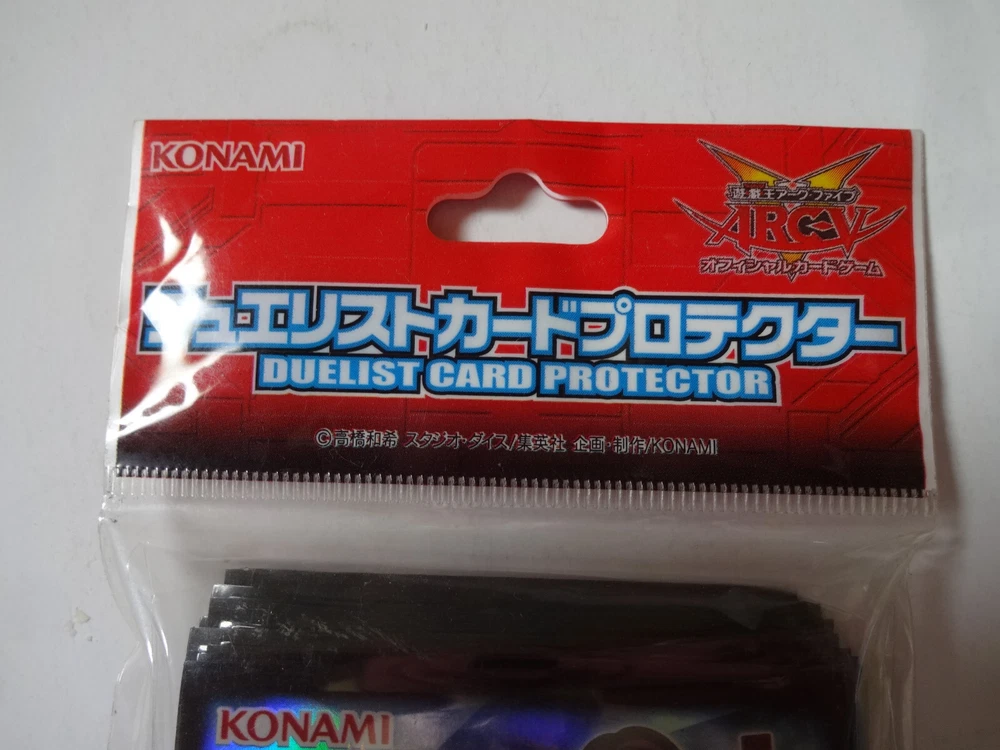 KONAMI
遊戯王アーク・ファイブ
ARC-V
オフィシャルカードゲーム
デュエリストカードプロテクター
DUELIST CARD PROTECTOR
©高橋和希 スタジオ・ダイス/集英社 企画・制作/KONAMI
KONAMI